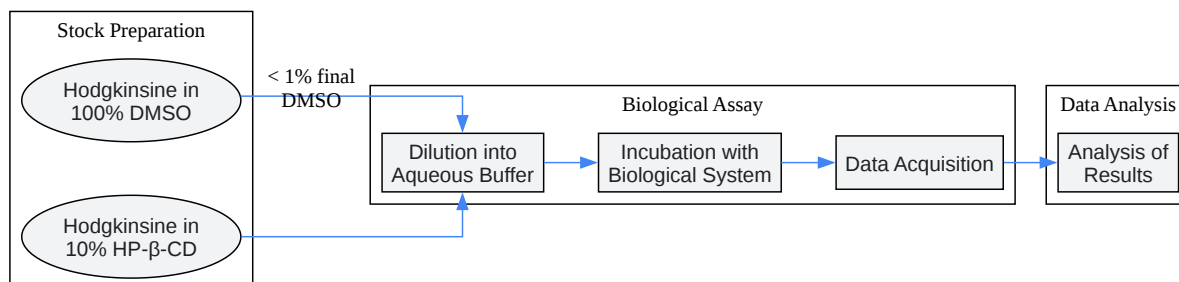 Stock Preparation
Hodgkinsine in
100% DMSO
< 1% final
DMSO
Hodgkinsine in
10% HP-β-CD
Biological Assay
Dilution into
Aqueous Buffer
Incubation with
Biological System
Data Acquisition
Data Analysis
Analysis of
Results